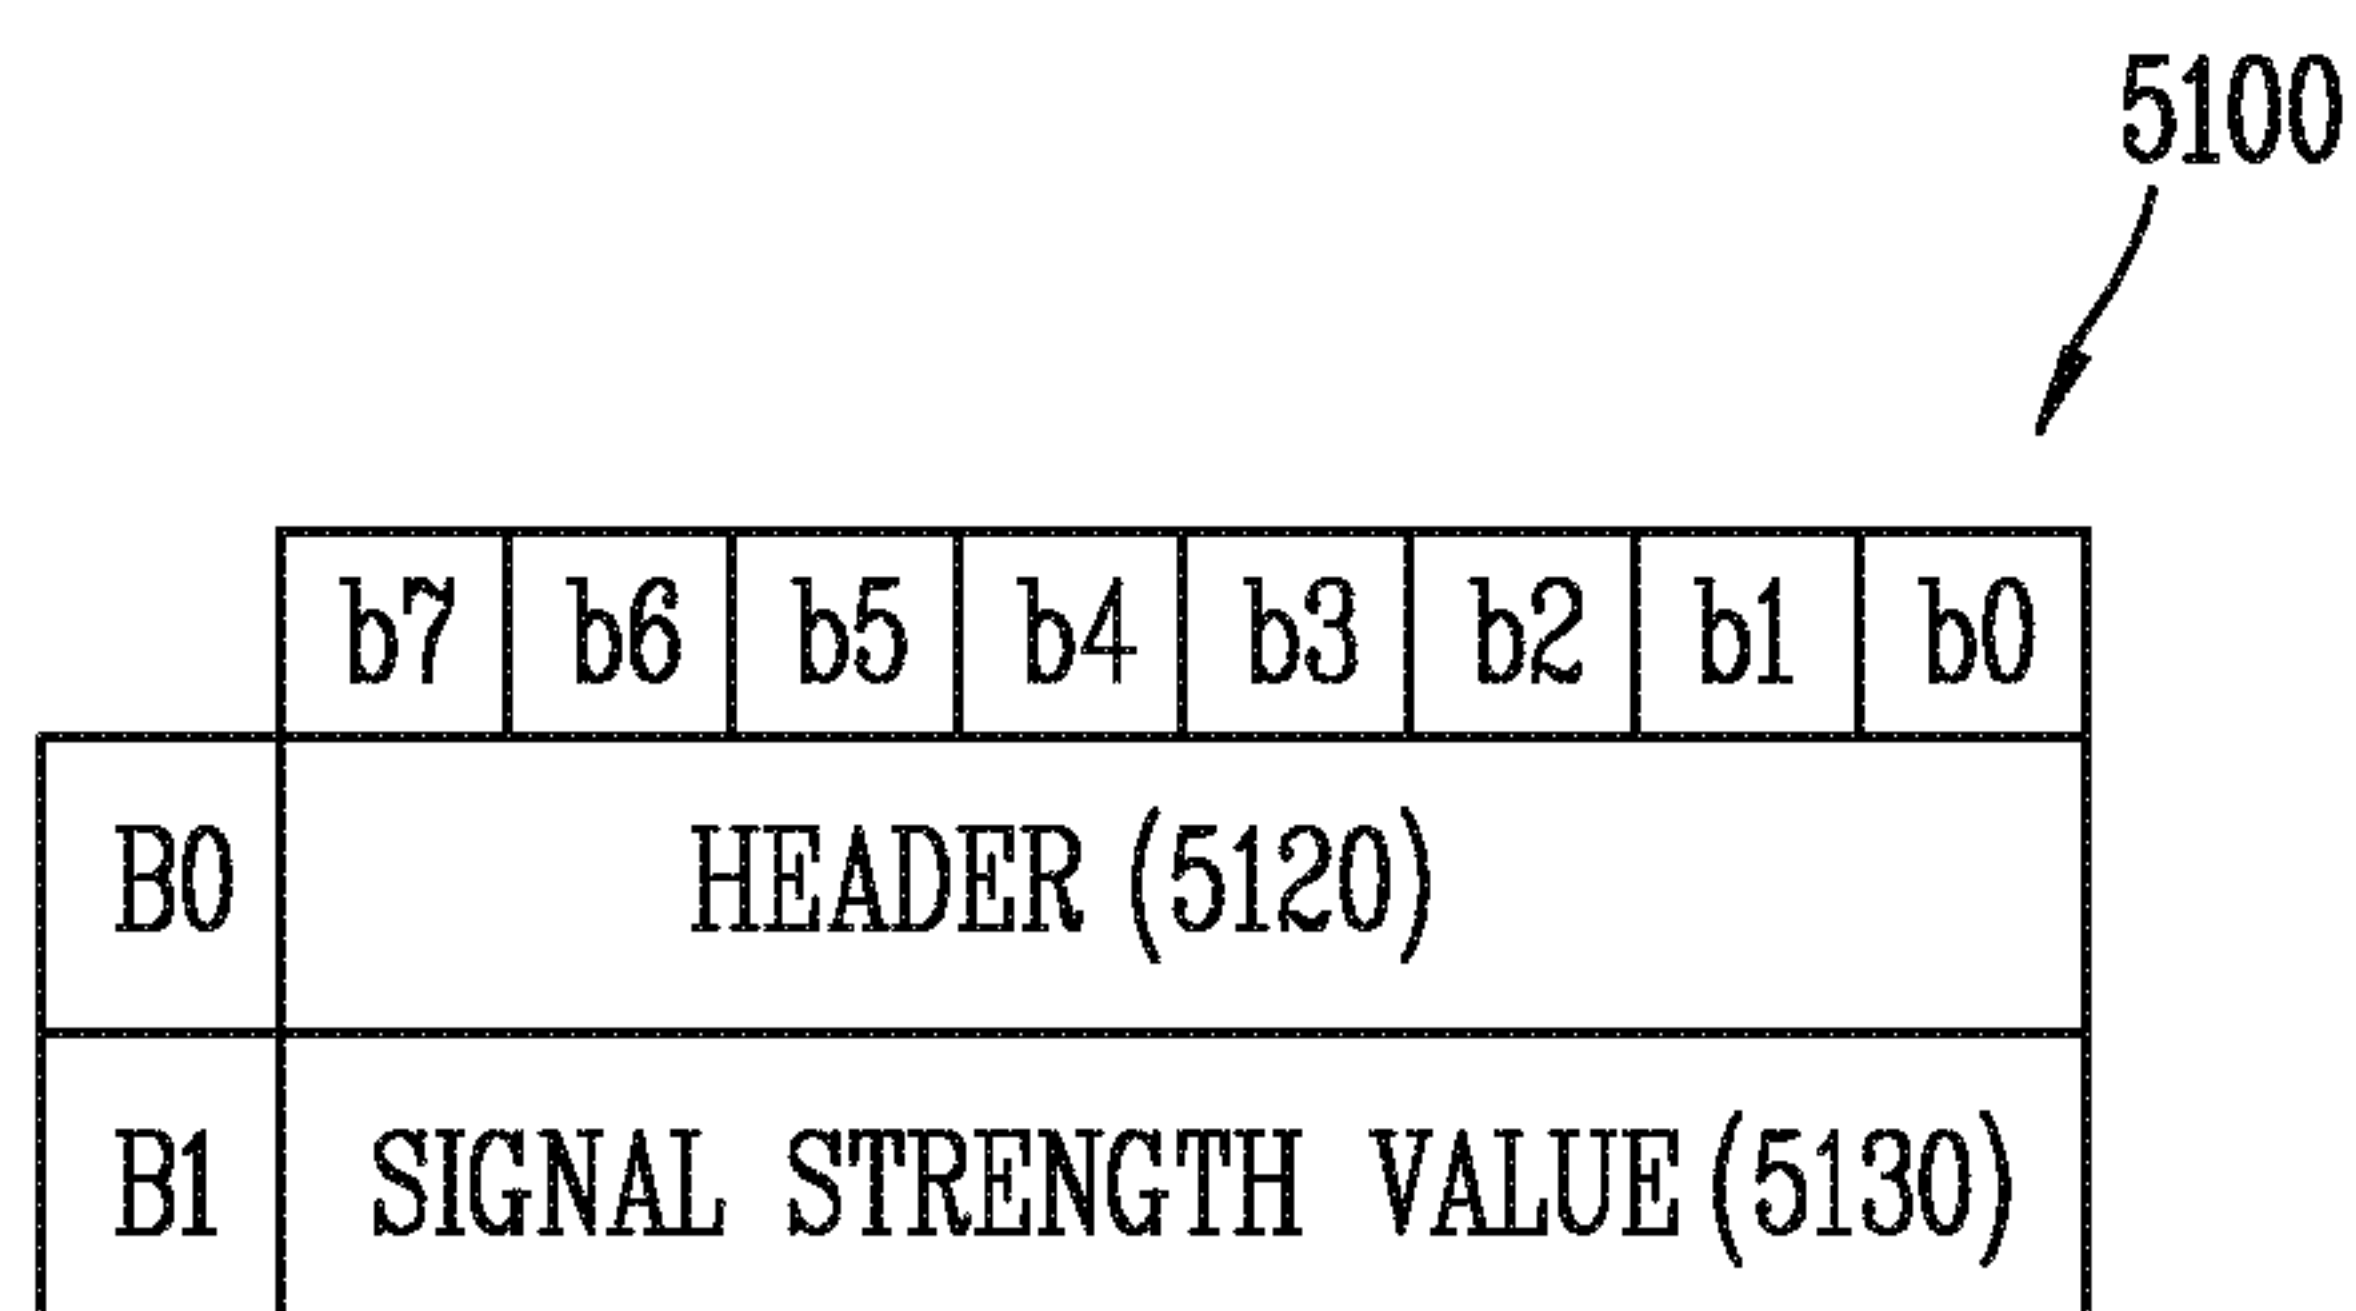 5100
b7 b6 b5 b4 b3 b2 b1 b0
B0 HEADER (5120)
B1 SIGNAL STRENGTH VALUE (5130)